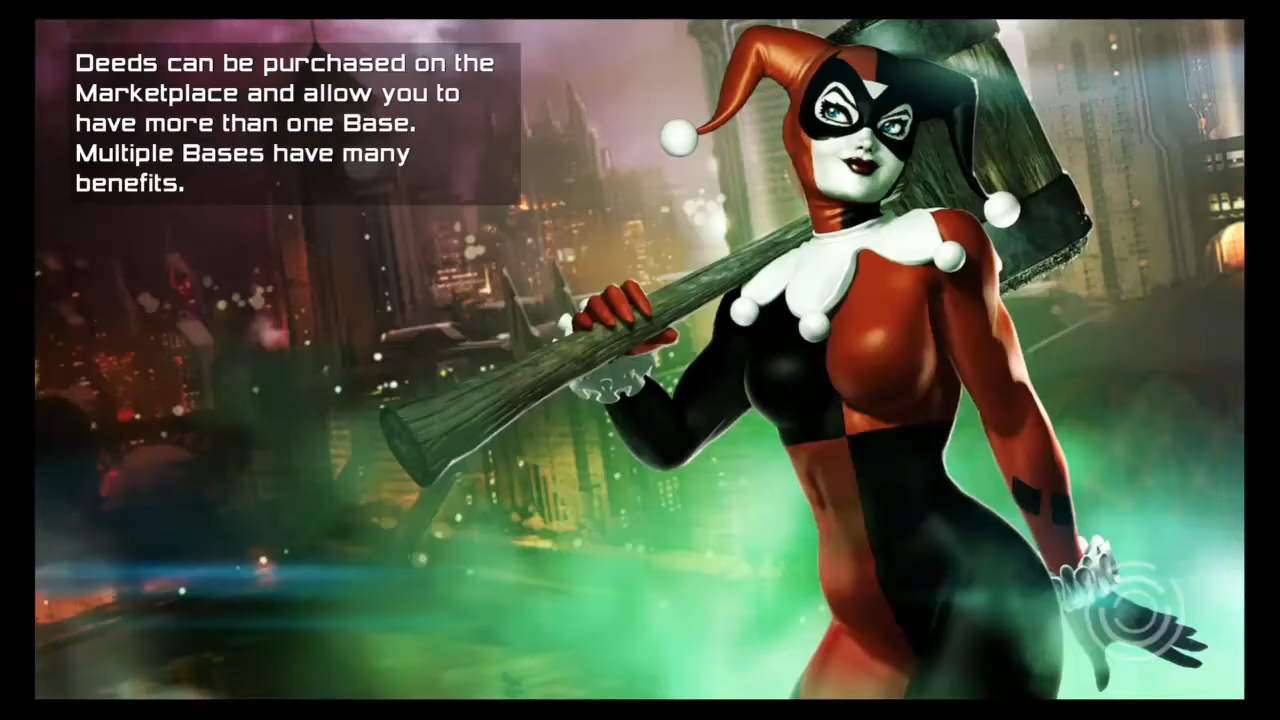 Deeds can be purchased on the
Marketplace and allow you to
have more than one Base.
Multiple Bases have many
benefits.